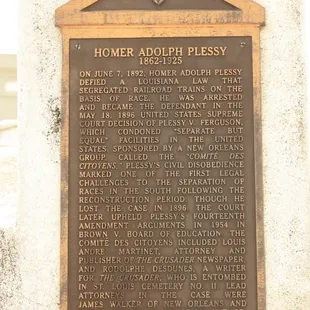 HOMER ADOLPH PLESSY
1862-1925
ON JUNE 7, 1892, HOMER ADOLPH PLESSY
DEFIED A LOUISIANA LAW THAT
SEGREGATED RAILROAD TRAINS ON THE
BASIS OF RACE. HE WAS ARRESTED
AND BECAME THE DEFENDANT IN THE
MAY 18, 1896 UNITED STATES SUPREME
COURT DECISION OF PLESSY V. FERGUSON,
WHICH CONDONED "SEPARATE BUT
EQUAL" FACILITIES IN THE UNITED
STATES. SPONSORED BY A NEW ORLEANS
GROUP CALLED THE "COMITÉ DES
CITOYENS," PLESSY'S CIVIL DISOBEDIENCE
MARKED ONE OF THE FIRST LEGAL
CHALLENGES TO THE SEPARATION OF
RACES IN THE SOUTH FOLLOWING THE
RECONSTRUCTION PERIOD. THOUGH HE
LOST THE CASE IN 1896, THE COURT
LATER UPHELD PLESSY'S FOURTEENTH
AMENDMENT ARGUMENTS IN 1954 IN
BROWN V. BOARD OF EDUCATION. THE
COMITÉ DES CITOYENS INCLUDED LOUIS
ANDRE MARTINET, ATTORNEY AND
PUBLISHER OF THE CRUSADER NEWSPAPER
AND RODOLPHE DESDUNES, A WRITER
FOR THE CRUSADER, WHO IS ENTOMBED
IN ST. LOUIS CEMETERY NO. II. LEAD
ATTORNEYS IN THE CASE WERE
JAMES WALKER OF NEW ORLEANS AND